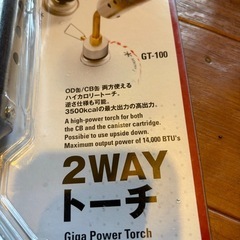 GT-100
OD缶/CB缶 両方使える
ハイカロリートーチ。
逆さ仕様も可能。
3500kcalの最大出力の高出力。
A high-power torch for both
the CB and the canister cartridge.
Possible to use upside down.
Maximum output power of 14,000 BTU's
2WAY
トーチ
Giga Power Torch